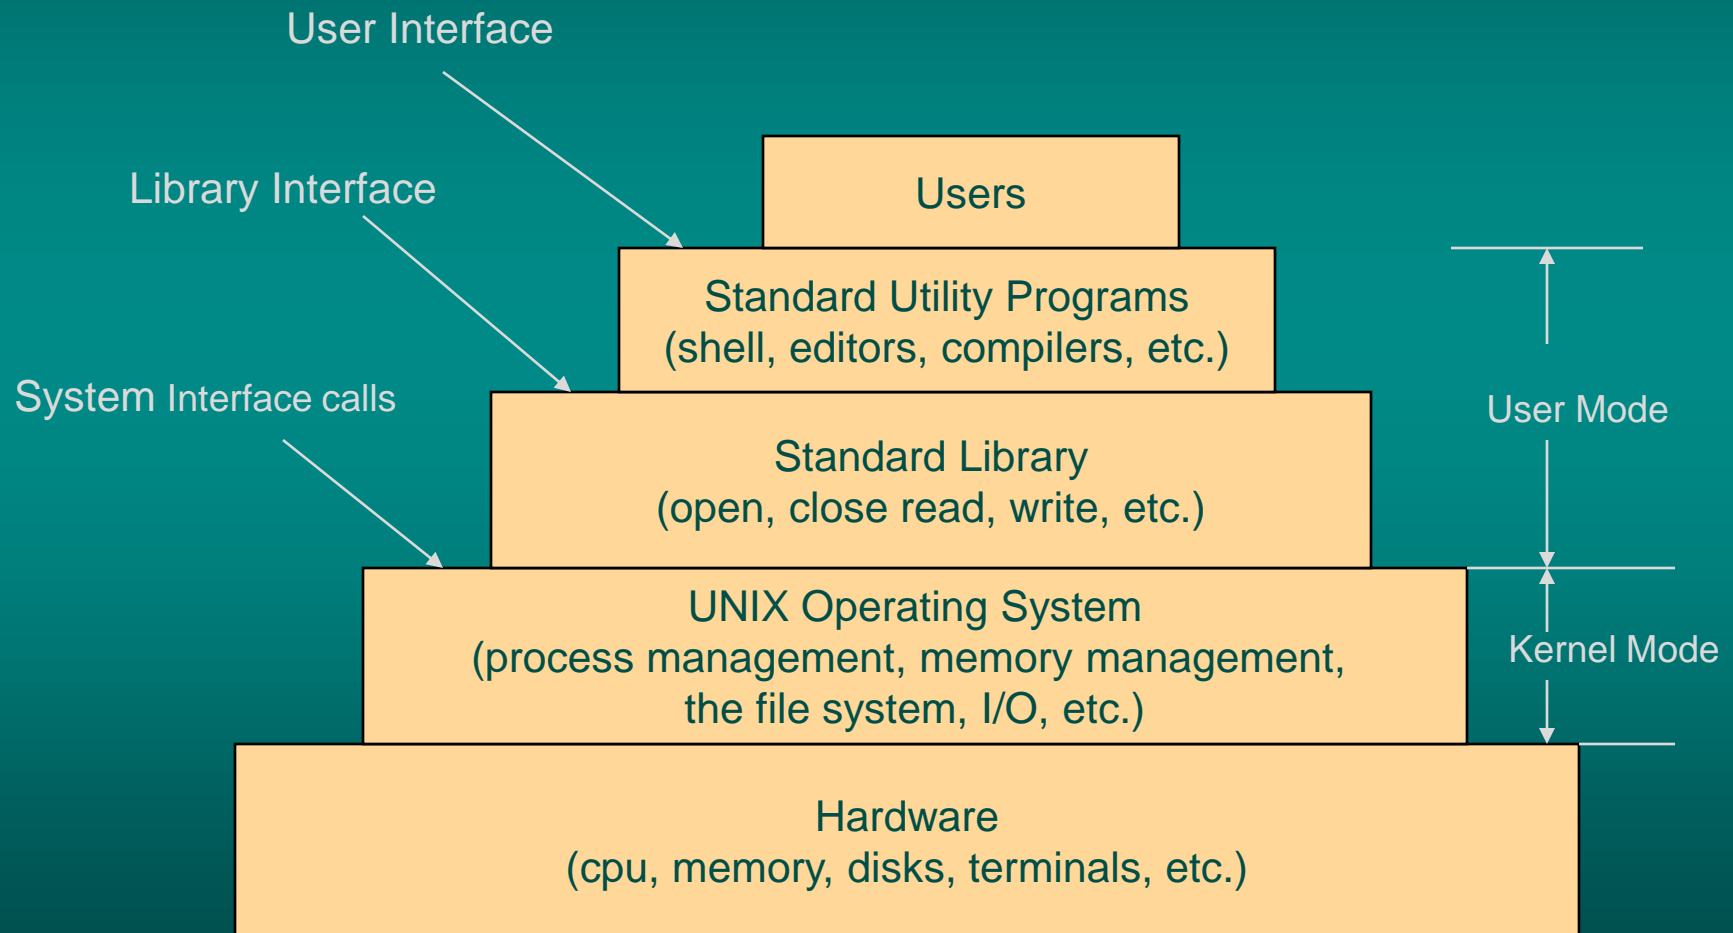 User Interface
Users
Library Interface
Standard Utility Programs
(shell, editors, compilers, etc.)
System Interface calls
User Mode
Standard Library
(open, close read, write, etc.)
UNIX Operating System
(process management, memory management,
the file system, I/O, etc.)
Kernel Mode
Hardware
(cpu, memory, disks, terminals, etc.)